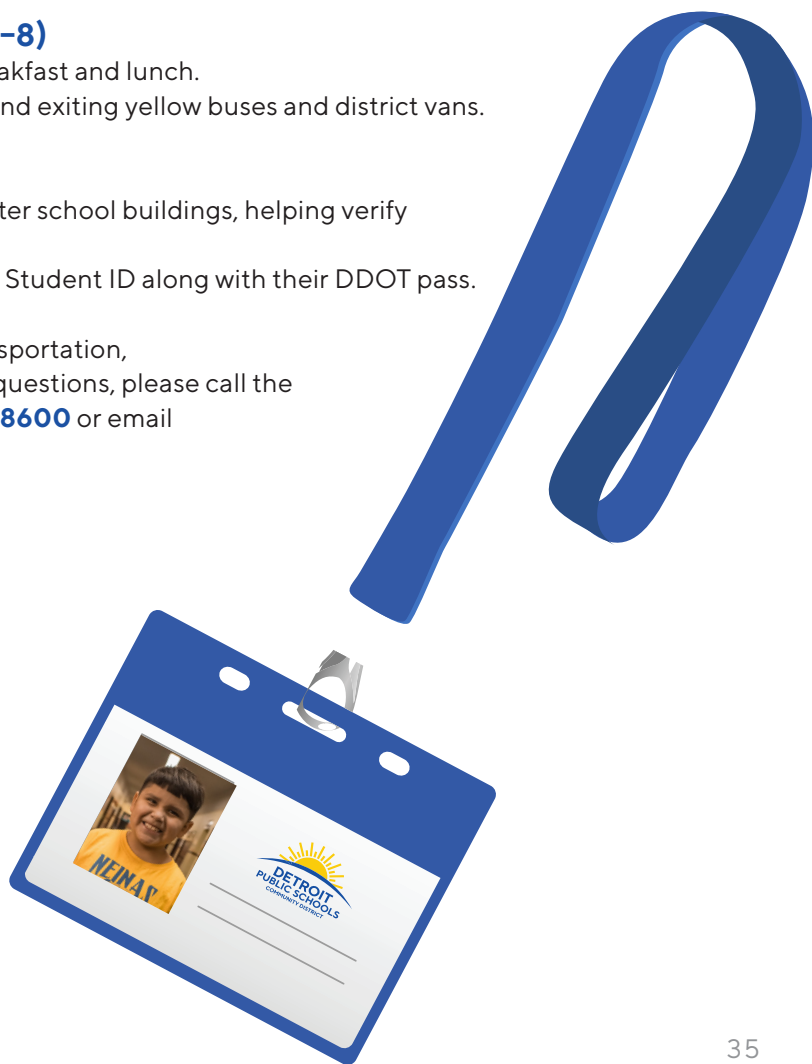 –8)
akfast and lunch.
nd exiting yellow buses and district vans.
ter school buildings, helping verify
Student ID along with their DDOT pass.
sportation,
questions, please call the
8600 or email
NEINAS
DETROIT
PUBLIC SCHOOLS
COMMUNITY DISTRICT
35